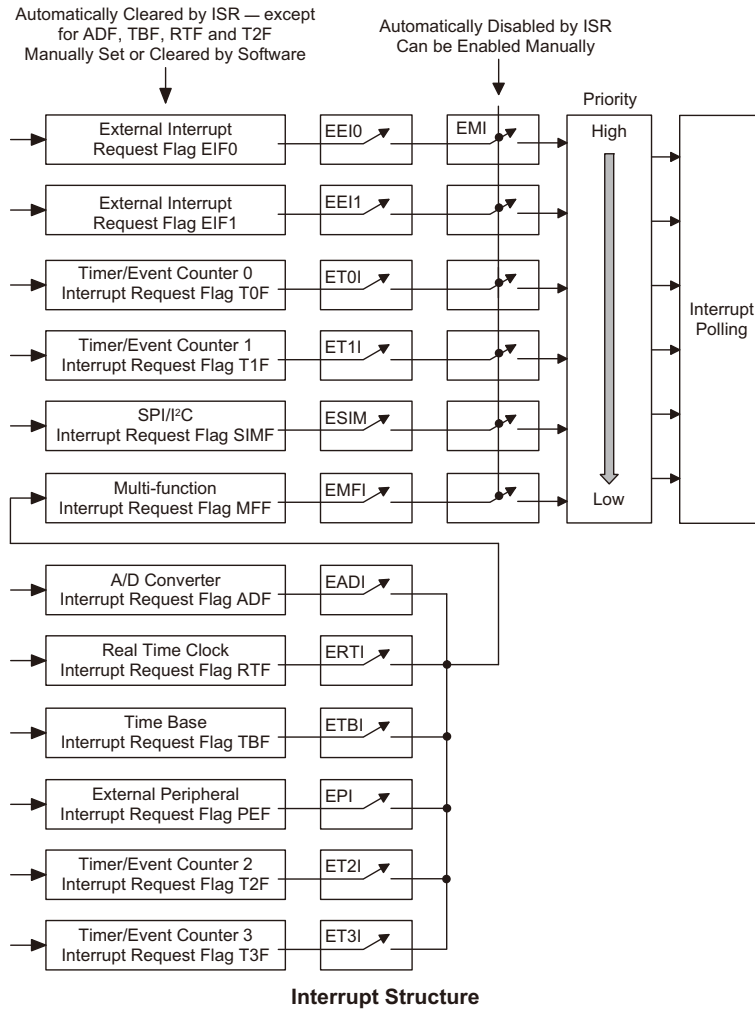 Automatically Cleared by ISR — except
for ADF, TBF, RTF and T2F
Manually Set or Cleared by Software
Automatically Disabled by ISR
Can be Enabled Manually
Priority
External Interrupt
Request Flag EIF0
EEI0
EMI
High
External Interrupt
Request Flag EIF1
EEI1
Timer/Event Counter 0
Interrupt Request Flag T0F
ET0I
Interrupt
Polling
Timer/Event Counter 1
Interrupt Request Flag T1F
ET1I
SPI/I²C
Interrupt Request Flag SIMF
ESIM
Multi-function
Interrupt Request Flag MFF
EMFI
Low
A/D Converter
Interrupt Request Flag ADF
EADI
Real Time Clock
Interrupt Request Flag RTF
ERTI
Time Base
Interrupt Request Flag TBF
ETBI
External Peripheral
Interrupt Request Flag PEF
EPI
Timer/Event Counter 2
Interrupt Request Flag T2F
ET2I
Timer/Event Counter 3
Interrupt Request Flag T3F
ET3I
Interrupt Structure